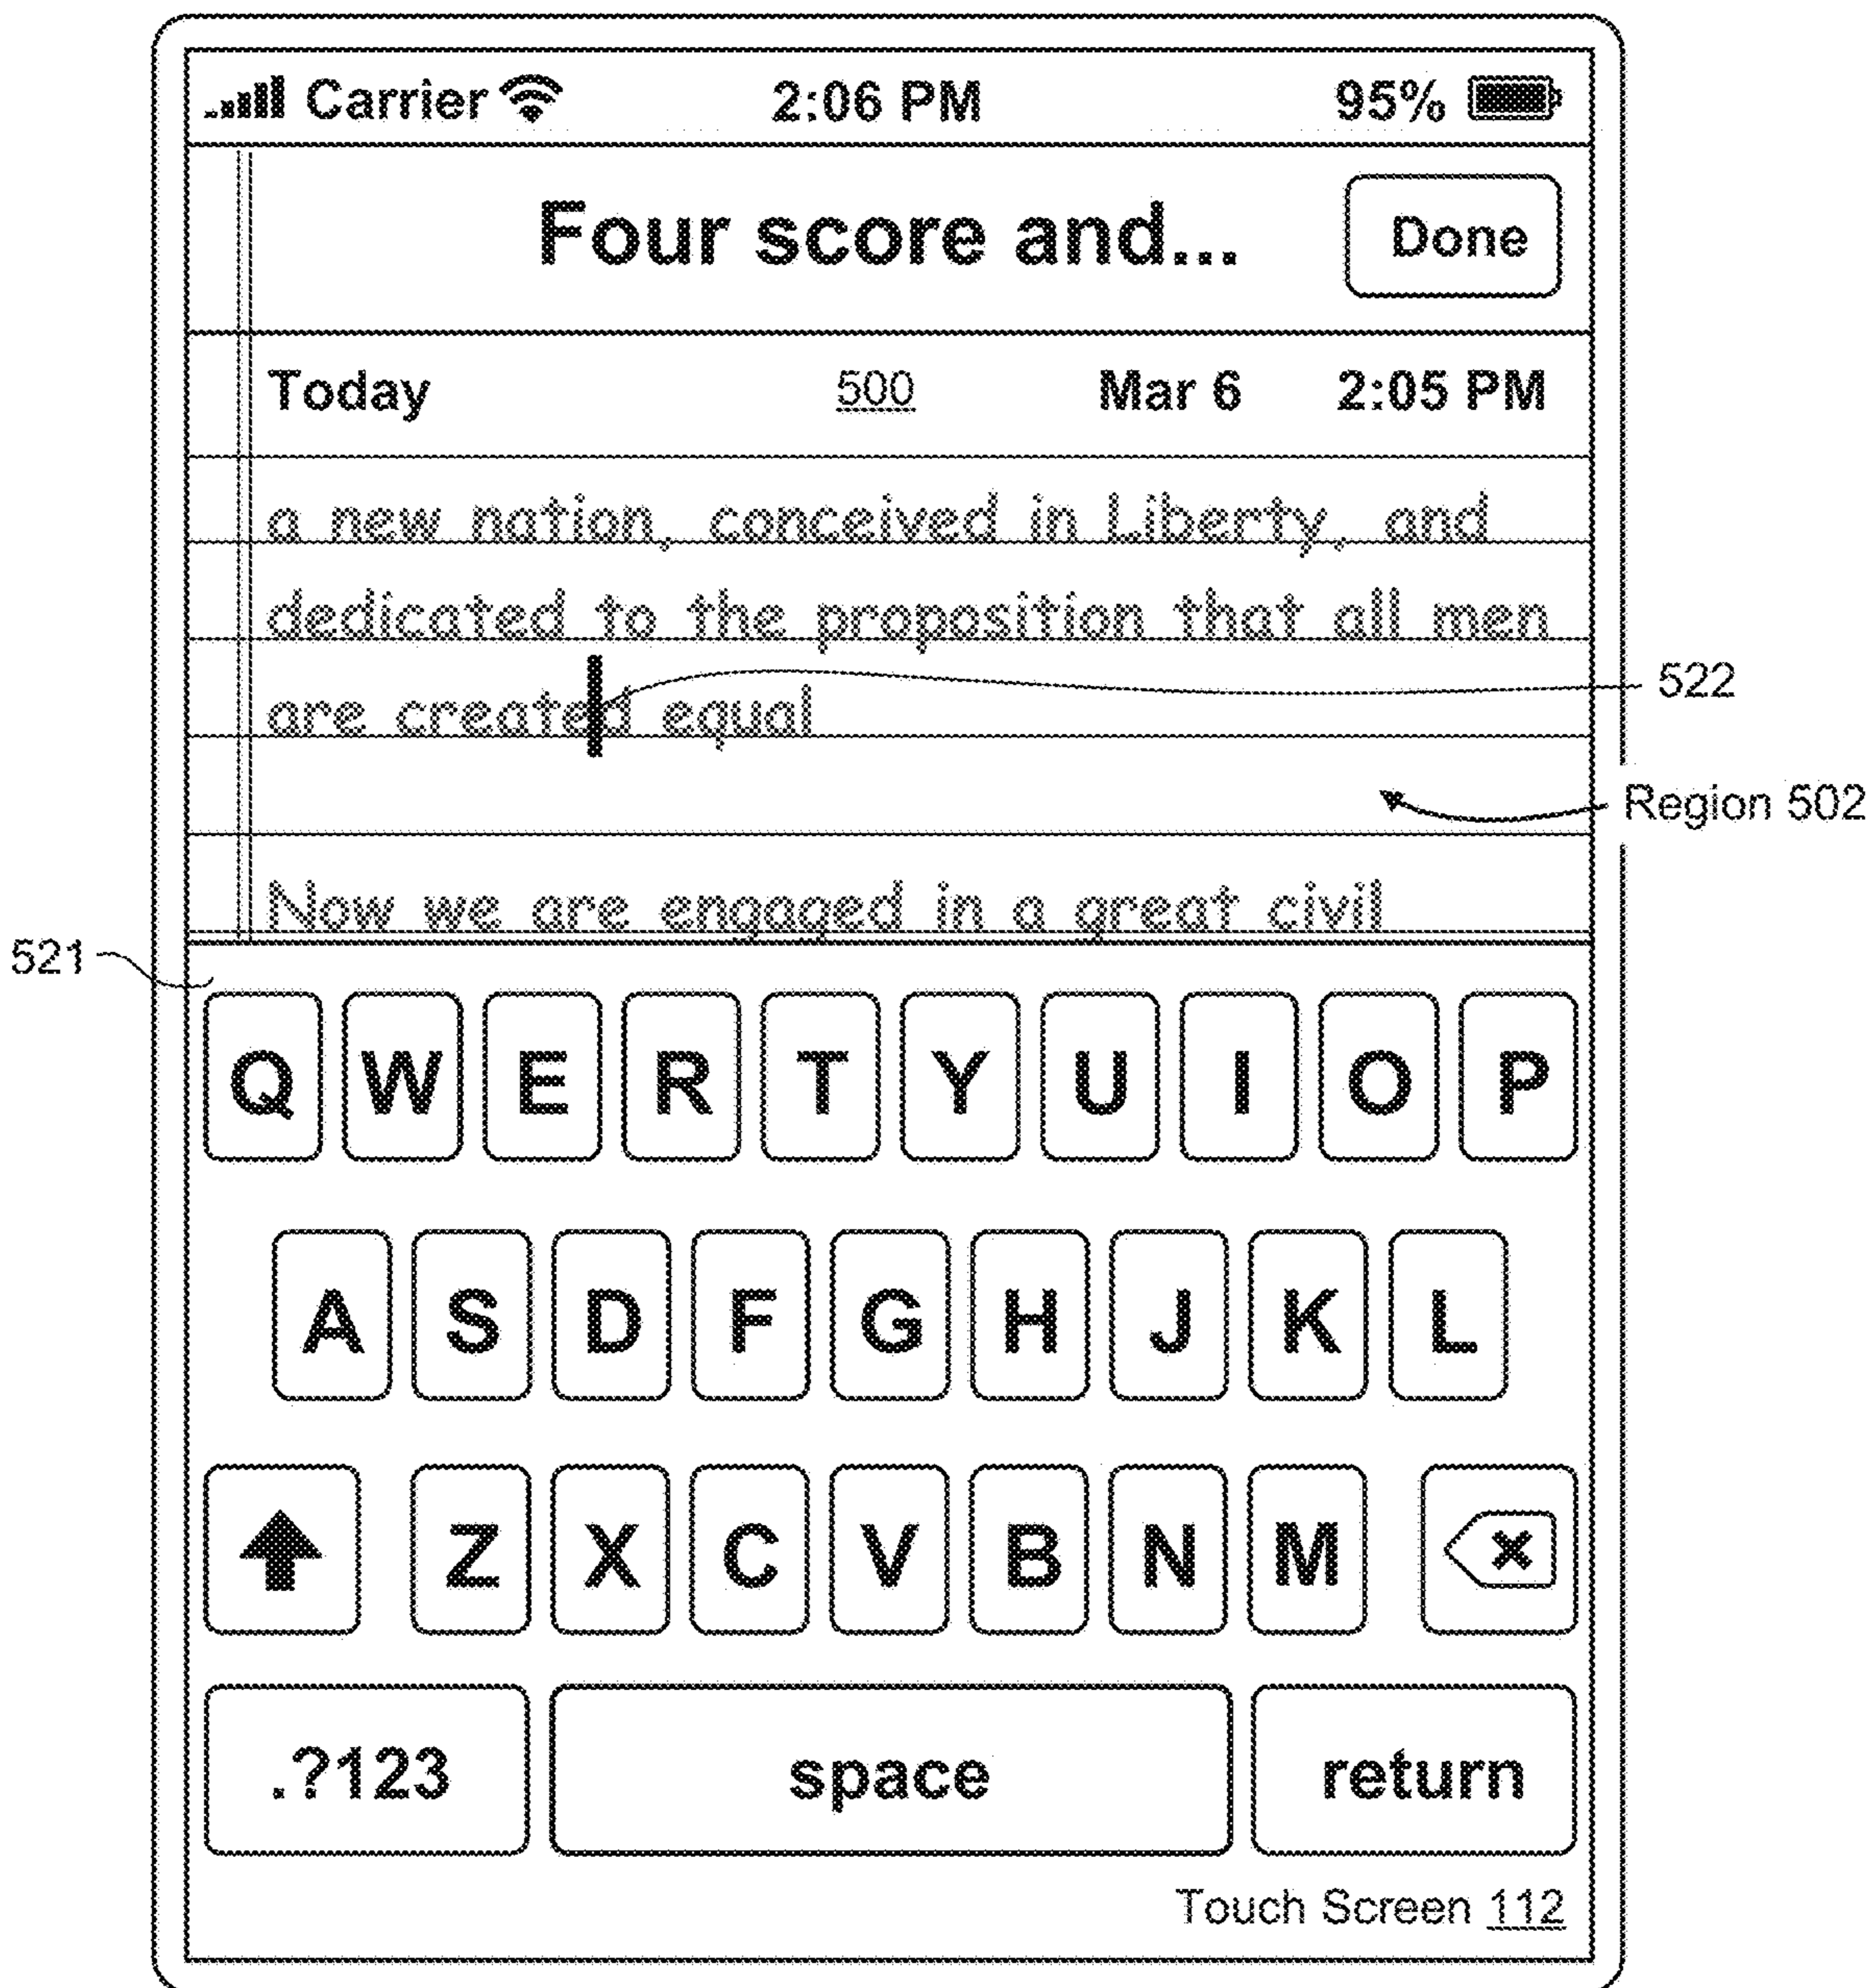 Carrier 2:06 PM 95%
Four score and... Done
Today 500 Mar 6 2:05 PM
a new nation, conceived in Liberty, and
dedicated to the proposition that all men
are created equal
522
Region 502
Now we are engaged in a great civil
521
Q W E R T Y U I O P
A S D F G H J K L
Z X C V B N M
.?123 space return
Touch Screen 112